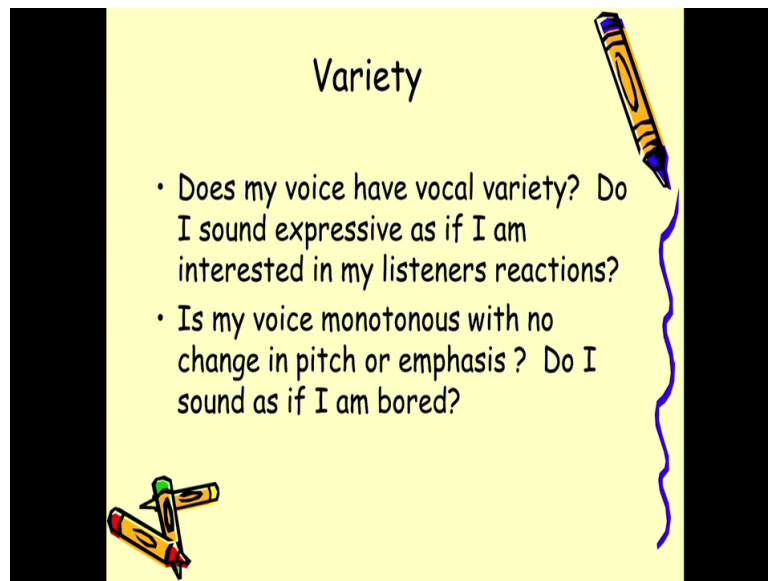 Variety
• Does my voice have vocal variety? Do
I sound expressive as if I am
interested in my listeners reactions?
• Is my voice monotonous with no
change in pitch or emphasis ? Do I
sound as if I am bored?